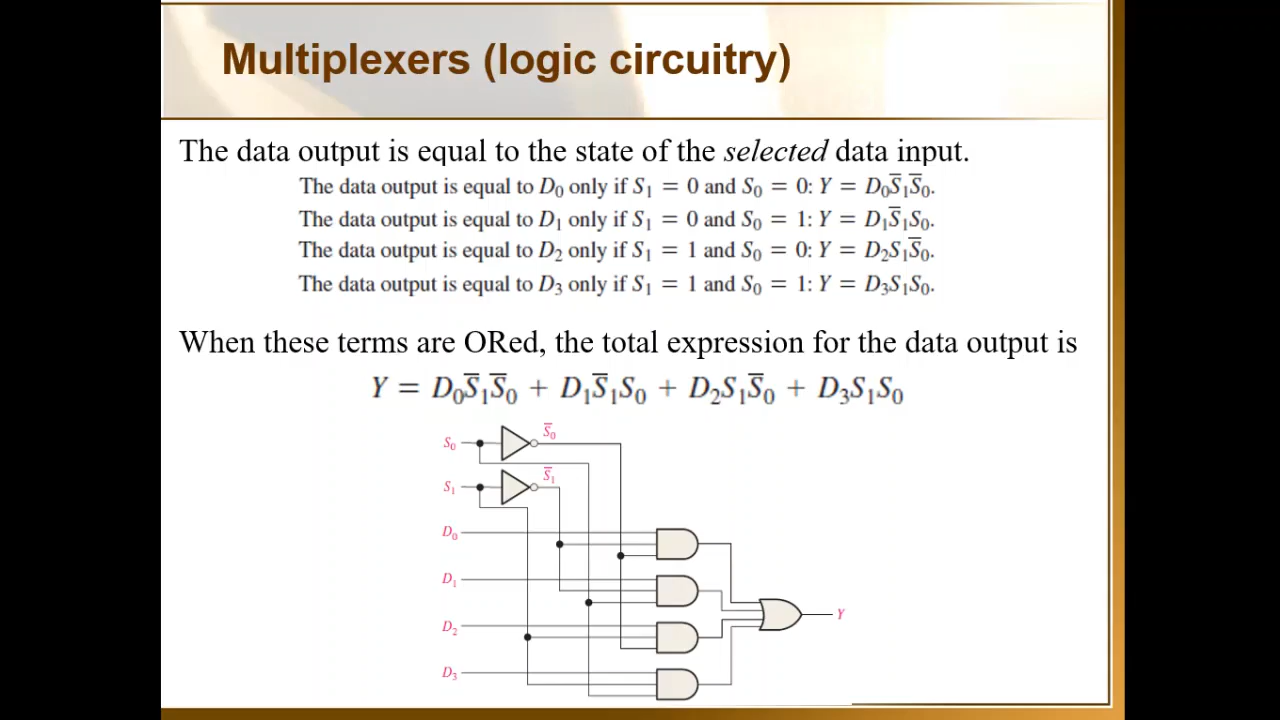 Multiplexers (logic circuitry)
The data output is equal to the state of the selected data input.
The data output is equal to D₀ only if S₁ = 0 and S₀ = 0: Y = D₀S̅₁S̅₀.
The data output is equal to D₁ only if S₁ = 0 and S₀ = 1: Y = D₁S̅₁S₀.
The data output is equal to D₂ only if S₁ = 1 and S₀ = 0: Y = D₂S₁S̅₀.
The data output is equal to D₃ only if S₁ = 1 and S₀ = 1: Y = D₃S₁S₀.
When these terms are ORed, the total expression for the data output is
Y = D₀S̅₁S̅₀ + D₁S̅₁S₀ + D₂S₁S̅₀ + D₃S₁S₀
S₀ S̅₀
S₁ S̅₁
D₀
D₁
Y
D₂
D₃